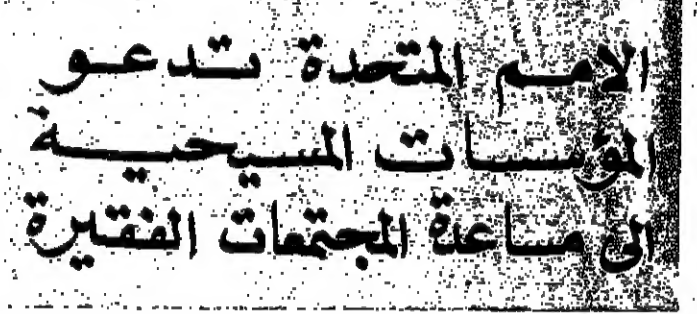 الامم المتحدة تدعو
المؤسسات المسيحية
الى مساعدة المجتمعات الفقيرة